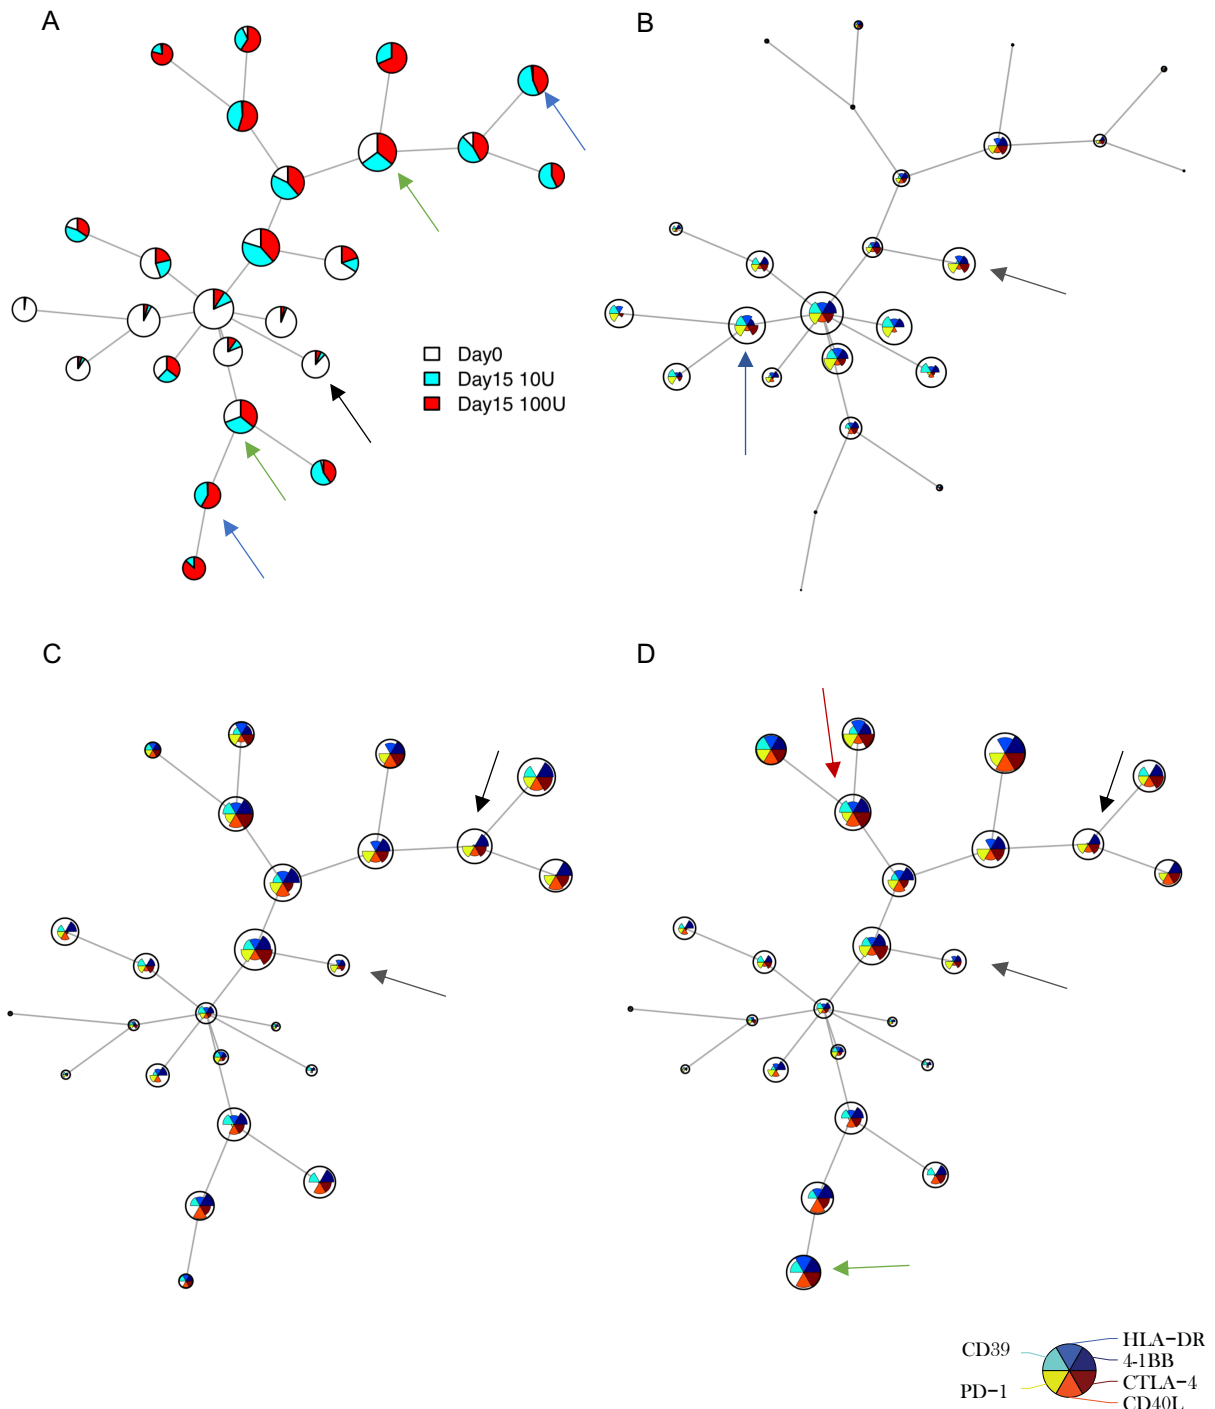 A
B
Day0
Day15 10U
Day15 100U
C
D
CD39
HLA-DR
4-1BB
PD-1
CTLA-4
CD40L